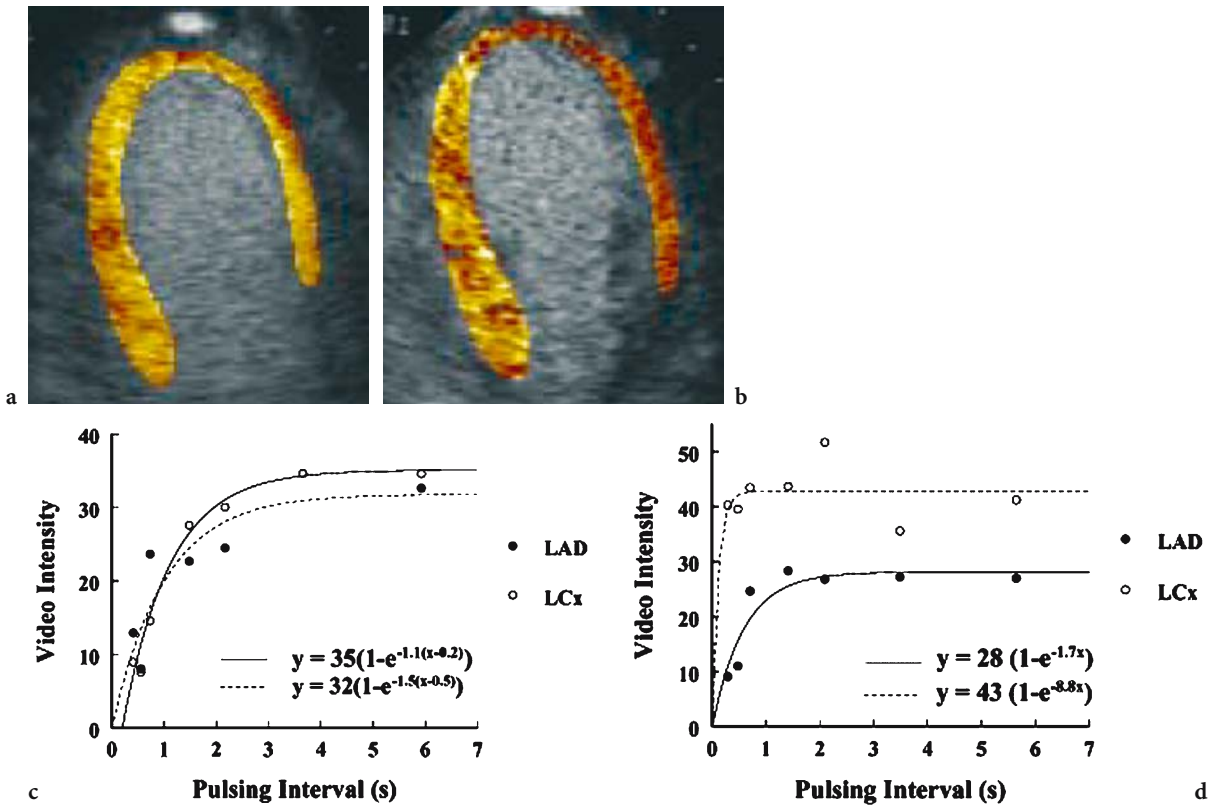 a
b
40
30
20
10
0
Video Intensity
0 1 2 3 4 5 6 7
Pulsing Interval (s)
LAD
LCx
y = 35(1-e-1.1(x-0.2))
y = 32(1-e-1.5(x-0.5))
c
50
40
30
20
10
0
Video Intensity
0 1 2 3 4 5 6 7
Pulsing Interval (s)
LAD
LCx
y = 28 (1-e-1.7x)
y = 43 (1-e-8.8x)
d